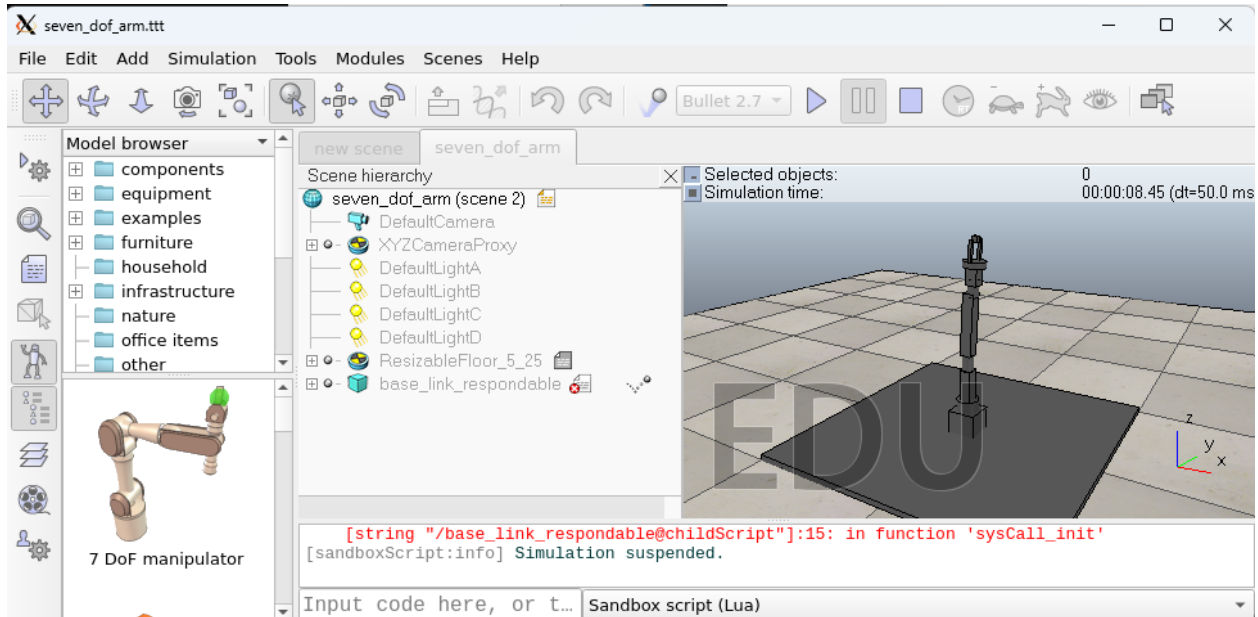 seven_dof_arm.ttt
File Edit Add Simulation Tools Modules Scenes Help
Bullet 2.7
RT
Model browser
components
equipment
examples
furniture
household
infrastructure
nature
office items
other
7 DoF manipulator
new scene
seven_dof_arm
Scene hierarchy
seven_dof_arm (scene 2)
DefaultCamera
XYZCameraProxy
DefaultLightA
DefaultLightB
DefaultLightC
DefaultLightD
ResizableFloor_5_25
base_link_respondable
Selected objects: 0
Simulation time: 00:00:08.45 (dt=50.0 ms
EDU
z
y
x
[string "/base_link_respondable@childScript"]:15: in function 'sysCall_init'
[sandboxScript:info] Simulation suspended.
Input code here, or t…
Sandbox script (Lua)